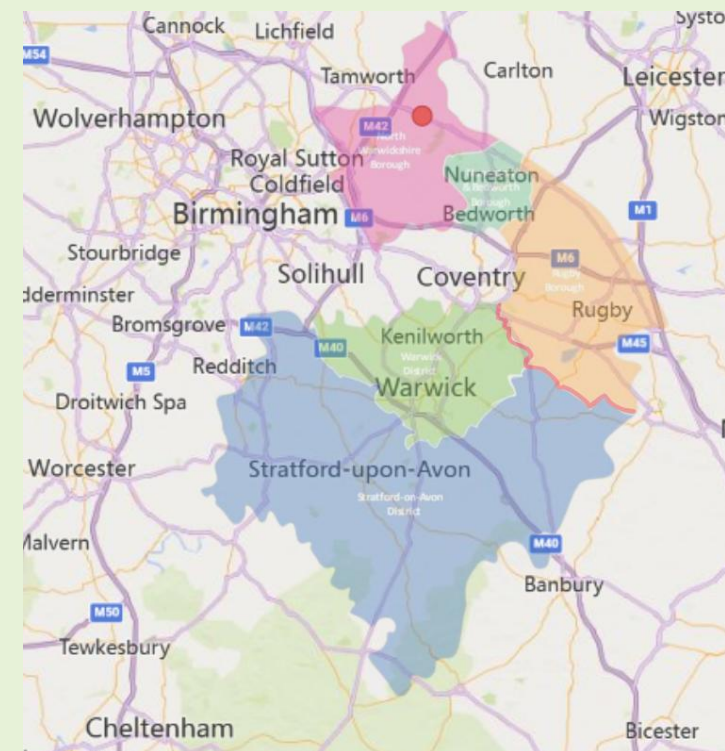 Systo
Cannock
Lichfield
M54
Tamworth
Carlton
Leicester
Wolverhampton
M42
Wigston
North
Warwickshire
Borough
Royal Sutton
Coldfield
Nuneaton
& Bedworth
Borough
Birmingham
M6
Bedworth
M1
Stourbridge
Solihull
Coventry
M6
Rugby
Borough
dderminster
Rugby
Bromsgrove
M42
Kenilworth
M40
M45
Warwick
District
Redditch
M5
Warwick
Droitwich Spa
Worcester
Stratford-upon-Avon
Stratford-on-Avon
District
Malvern
M40
Banbury
M50
Tewkesbury
Cheltenham
Bicester